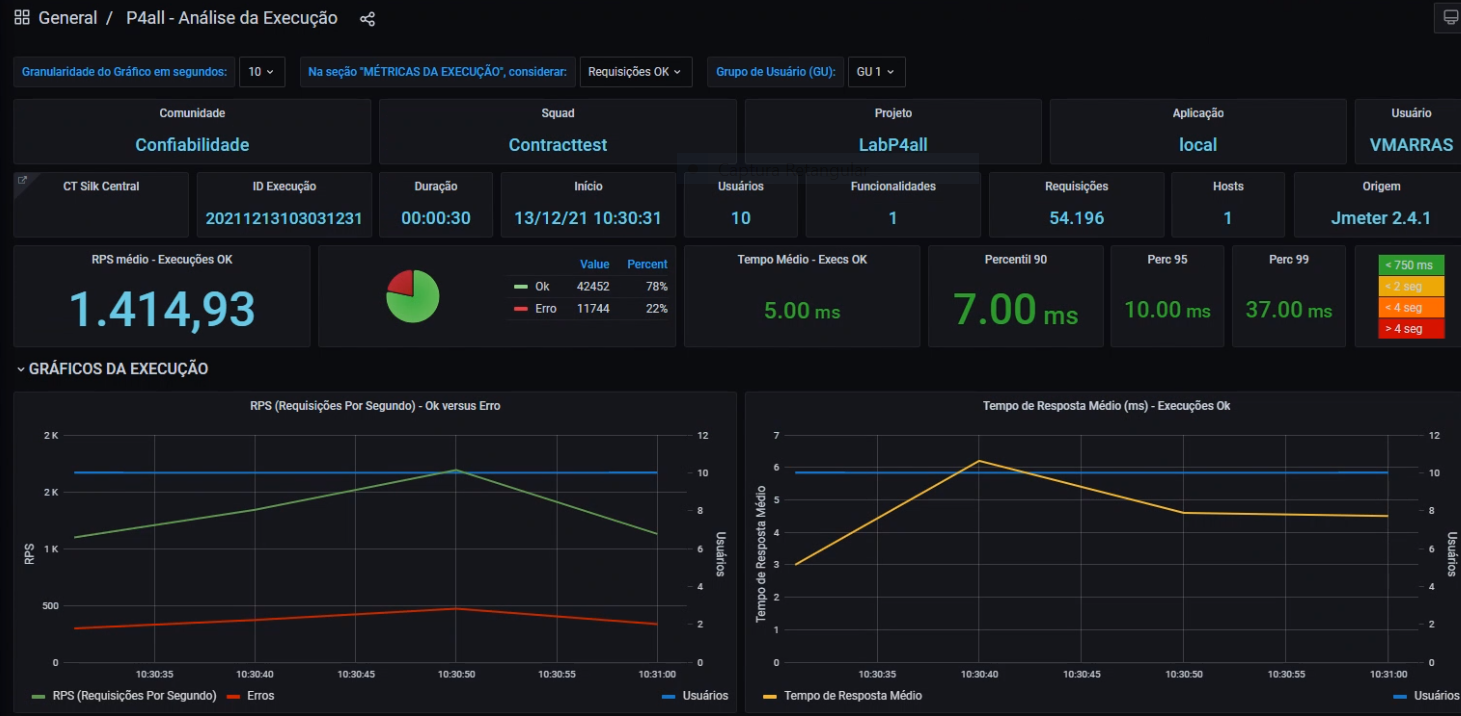 General / P4all - Análise da Execução
Granularidade do Gráfico em segundos: 10 Na seção "MÉTRICAS DA EXECUÇÃO", considerar: Requisições OK Grupo de Usuário (GU): GU 1
Comunidade Squad Projeto Aplicação Usuário
Confiabilidade Contracttest LabP4all local VMARRAS
CT Silk Central ID Execução Duração Início Usuários Funcionalidades Requisições Hosts Origem
20211213103031231 00:00:30 13/12/21 10:30:31 10 1 54.196 1 Jmeter 2.4.1
RPS médio - Execuções OK
1.414,93
Value Percent
Ok 42452 78%
Erro 11744 22%
Tempo Médio - Execs OK
5.00 ms
Percentil 90
7.00 ms
Perc 95
10.00 ms
Perc 99
37.00 ms
< 750 ms
< 2 seg
< 4 seg
> 4 seg
GRÁFICOS DA EXECUÇÃO
RPS (Requisições Por Segundo) - Ok versus Erro
2 K
2 K
1 K
500
0
RPS
12
10
8
6
4
2
0
Usuários
10:30:35 10:30:40 10:30:45 10:30:50 10:30:55 10:31:00
RPS (Requisições Por Segundo) Erros Usuários
Tempo de Resposta Médio (ms) - Execuções Ok
7
6
5
4
3
2
1
0
Tempo de Resposta Médio
12
10
8
6
4
2
0
Usuários
10:30:35 10:30:40 10:30:45 10:30:50 10:30:55 10:31:00
Tempo de Resposta Médio Usuários